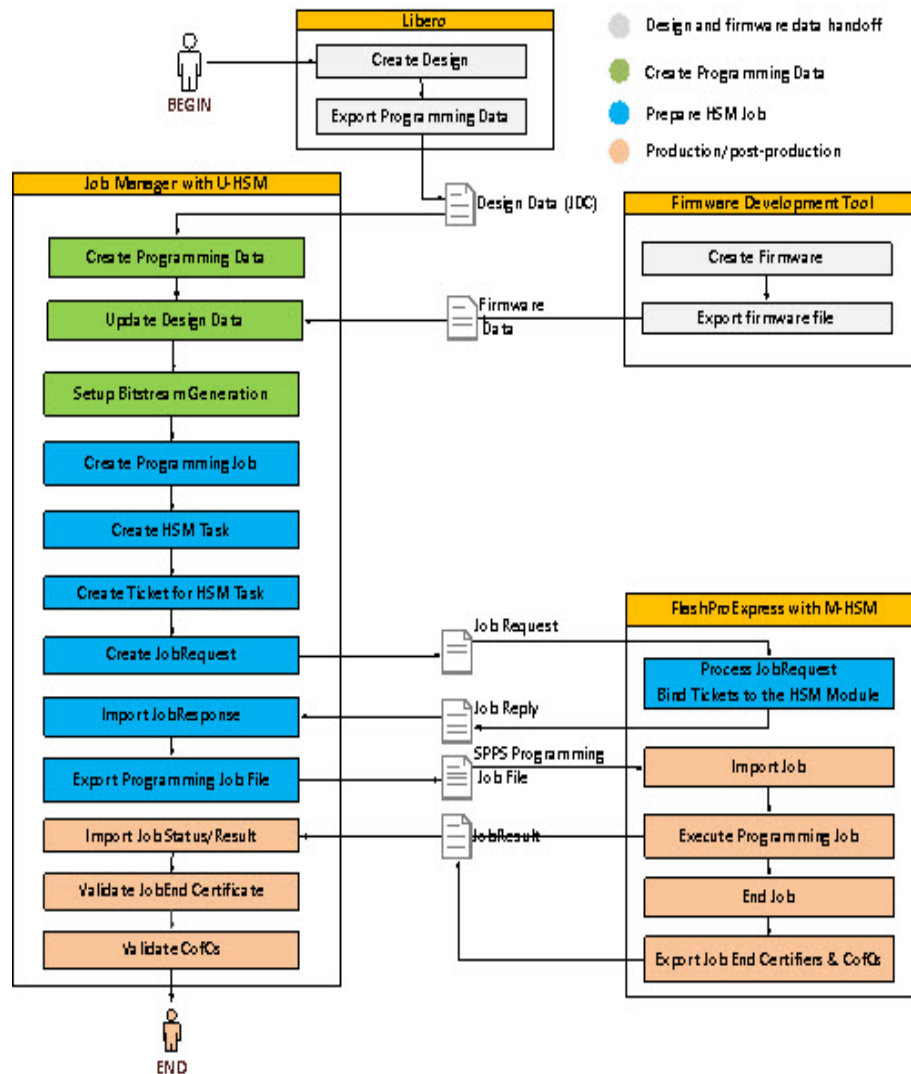 Libero
Create Design
Export Programming Data
BEGIN
Design and firmware data handoff
Create Programming Data
Prepare HSM Job
Production/post-production
Job Manager with U-HSM
Design Data (JDC)
Create Programming Data
Update Design Data
Setup Bitstream Generation
Create Programming Job
Create HSM Task
Create Ticket for HSM Task
Create JobRequest
Import JobResponse
Export Programming Job File
Import Job Status/Result
Validate JobEnd Certificate
Validate CofCs
END
Firmware Development Tool
Create Firmware
Export firmware file
Firmware
Data
Job Request
Job Reply
SPPS Programming
Job File
JobResult
FlashProExpress with M-HSM
Process JobRequest
Bind Tickets to the HSM Module
Import Job
Execute Programming Job
End Job
Export Job End Certifiers & CofCs